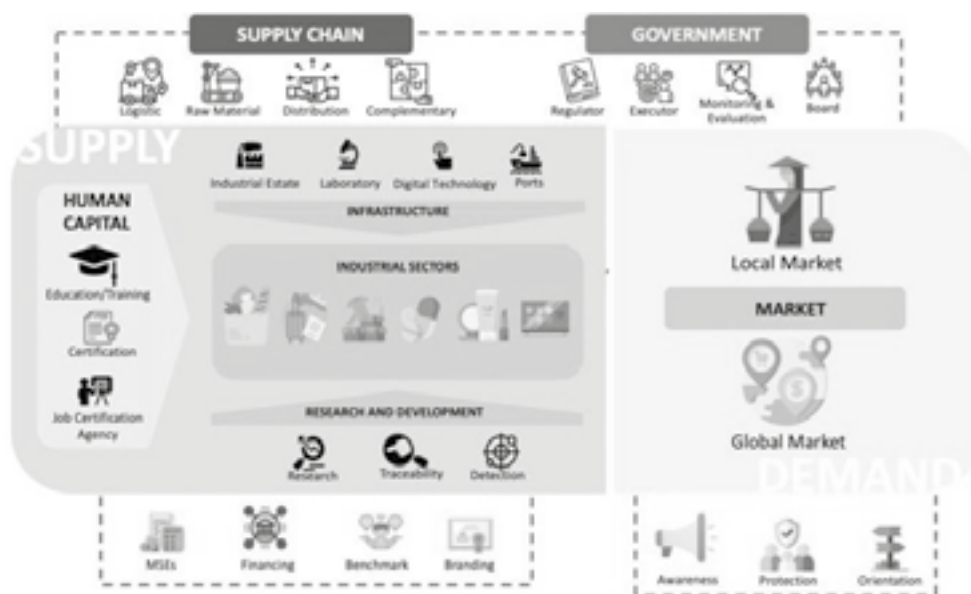 SUPPLY CHAIN
GOVERNMENT
Logistic
Raw Material
Distribution
Complementary
Regulator
Executor
Monitoring &
Evaluation
Board
SUPPLY
HUMAN
CAPITAL
Education/Training
Certification
Job Certification
Agency
Industrial Estate
Laboratory
Digital Technology
Ports
INFRASTRUCTURE
INDUSTRIAL SECTORS
RESEARCH AND DEVELOPMENT
Research
Traceability
Detection
Local Market
MARKET
Global Market
DEMAND
MSEs
Financing
Benchmark
Branding
Awareness
Protection
Orientation